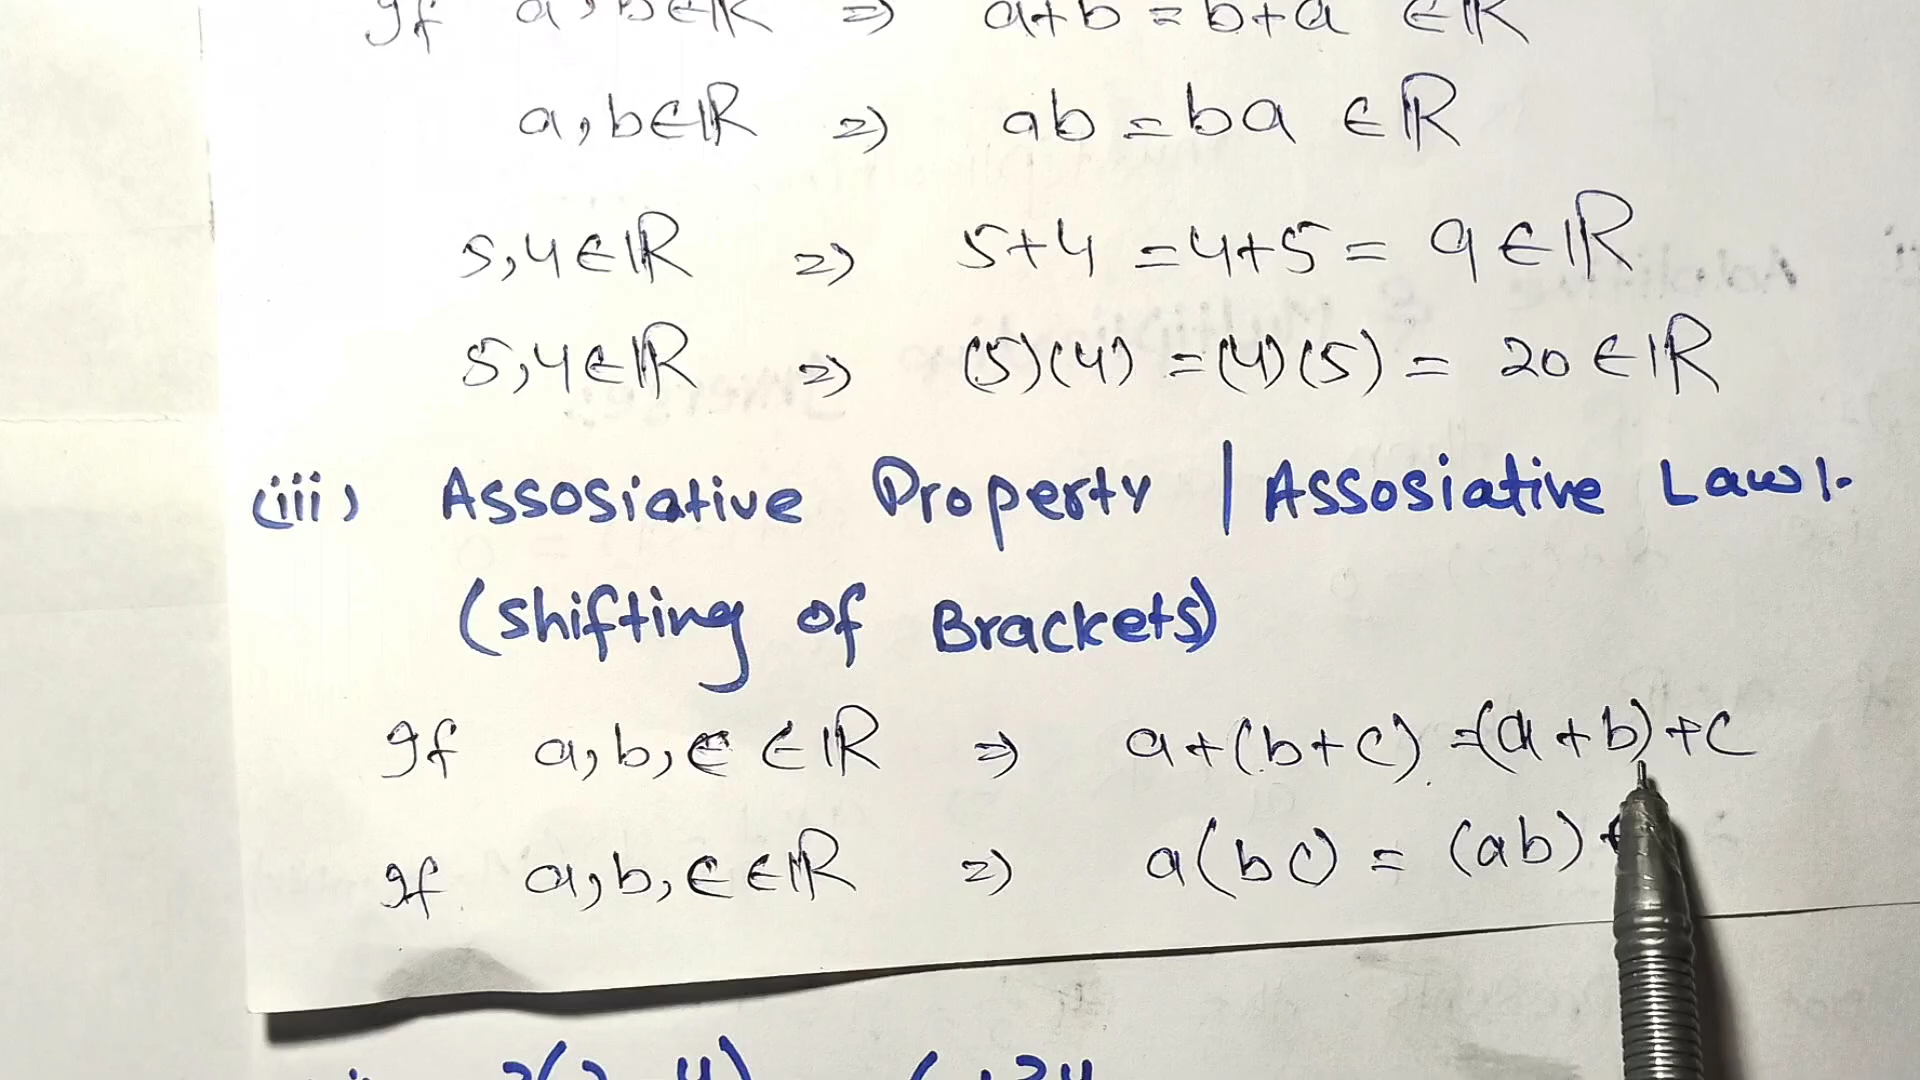 If a, b ∈ ℝ ⇒ a+b = b+a ∈ ℝ
a, b ∈ ℝ ⇒ ab = ba ∈ ℝ
5, 4 ∈ ℝ ⇒ 5+4 = 4+5 = 9 ∈ ℝ
5, 4 ∈ ℝ ⇒ (5)(4) = (4)(5) = 20 ∈ ℝ
(iii) Assosiative Property | Assosiative Law:-
(Shifting of Brackets)
If a, b, c ∈ ℝ ⇒ a+(b+c) = (a+b)+c
If a, b, c ∈ ℝ ⇒ a(bc) = (ab)